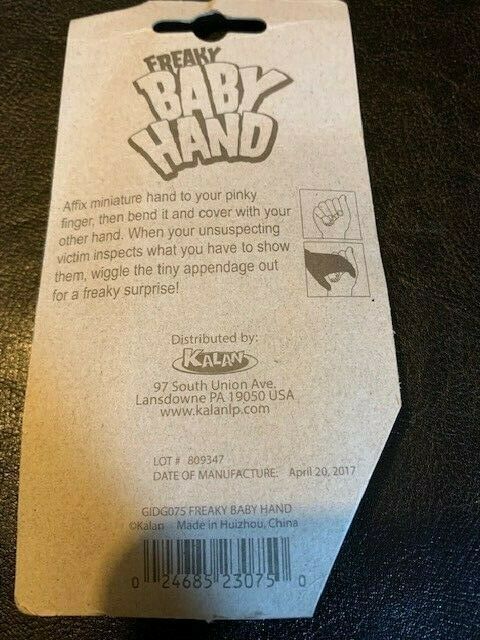 FREAKY
BABY
HAND
Affix miniature hand to your pinky
finger, then bend it and cover with your
other hand. When your unsuspecting
victim inspects what you have to show
them, wiggle the tiny appendage out
for a freaky surprise!
Distributed by:
KALAN
97 South Union Ave.
Lansdowne PA 19050 USA
www.kalanlp.com
LOT # 809347
DATE OF MANUFACTURE: April 20, 2017
GIDG075 FREAKY BABY HAND
©Kalan Made in Huizhou, China
0 24685 23075 0